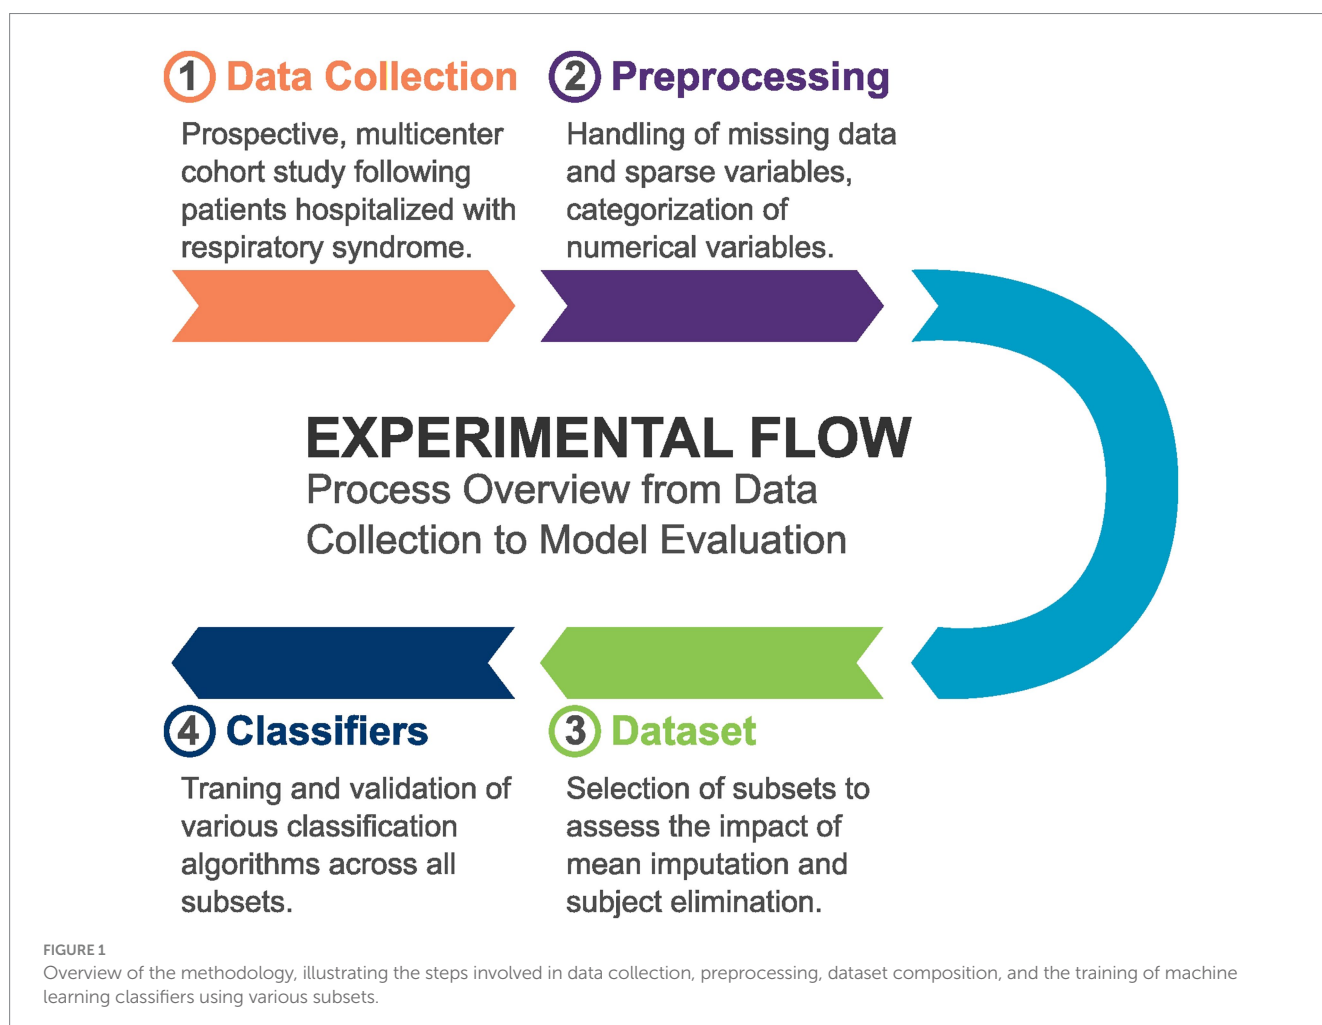 1 Data Collection
Prospective, multicenter
cohort study following
patients hospitalized with
respiratory syndrome.
2 Preprocessing
Handling of missing data
and sparse variables,
categorization of
numerical variables.
EXPERIMENTAL FLOW
Process Overview from Data
Collection to Model Evaluation
4 Classifiers
Traning and validation of
various classification
algorithms across all
subsets.
3 Dataset
Selection of subsets to
assess the impact of
mean imputation and
subject elimination.
FIGURE 1
Overview of the methodology, illustrating the steps involved in data collection, preprocessing, dataset composition, and the training of machine
learning classifiers using various subsets.